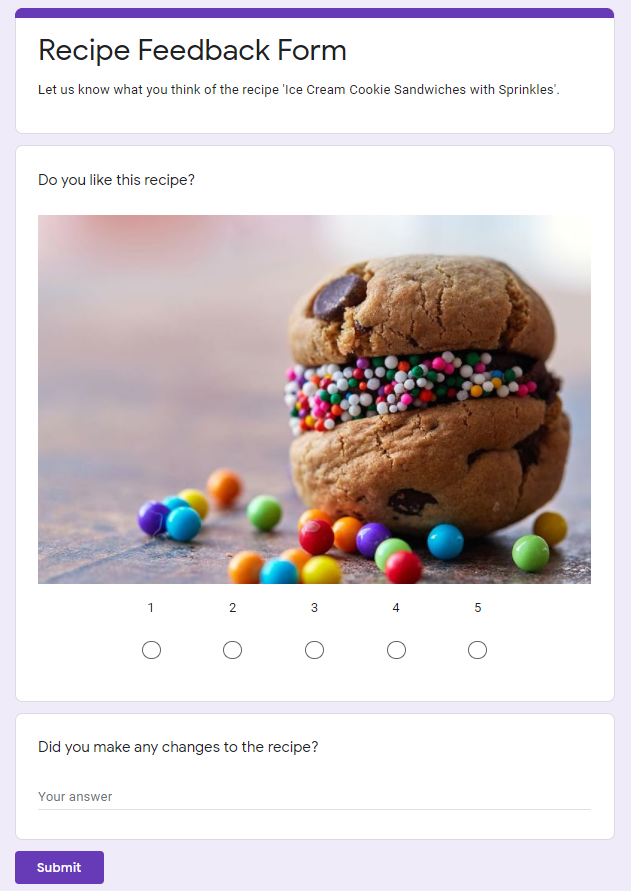 Recipe Feedback Form
Let us know what you think of the recipe 'Ice Cream Cookie Sandwiches with Sprinkles'.
Do you like this recipe?
1 2 3 4 5
Did you make any changes to the recipe?
Your answer
Submit